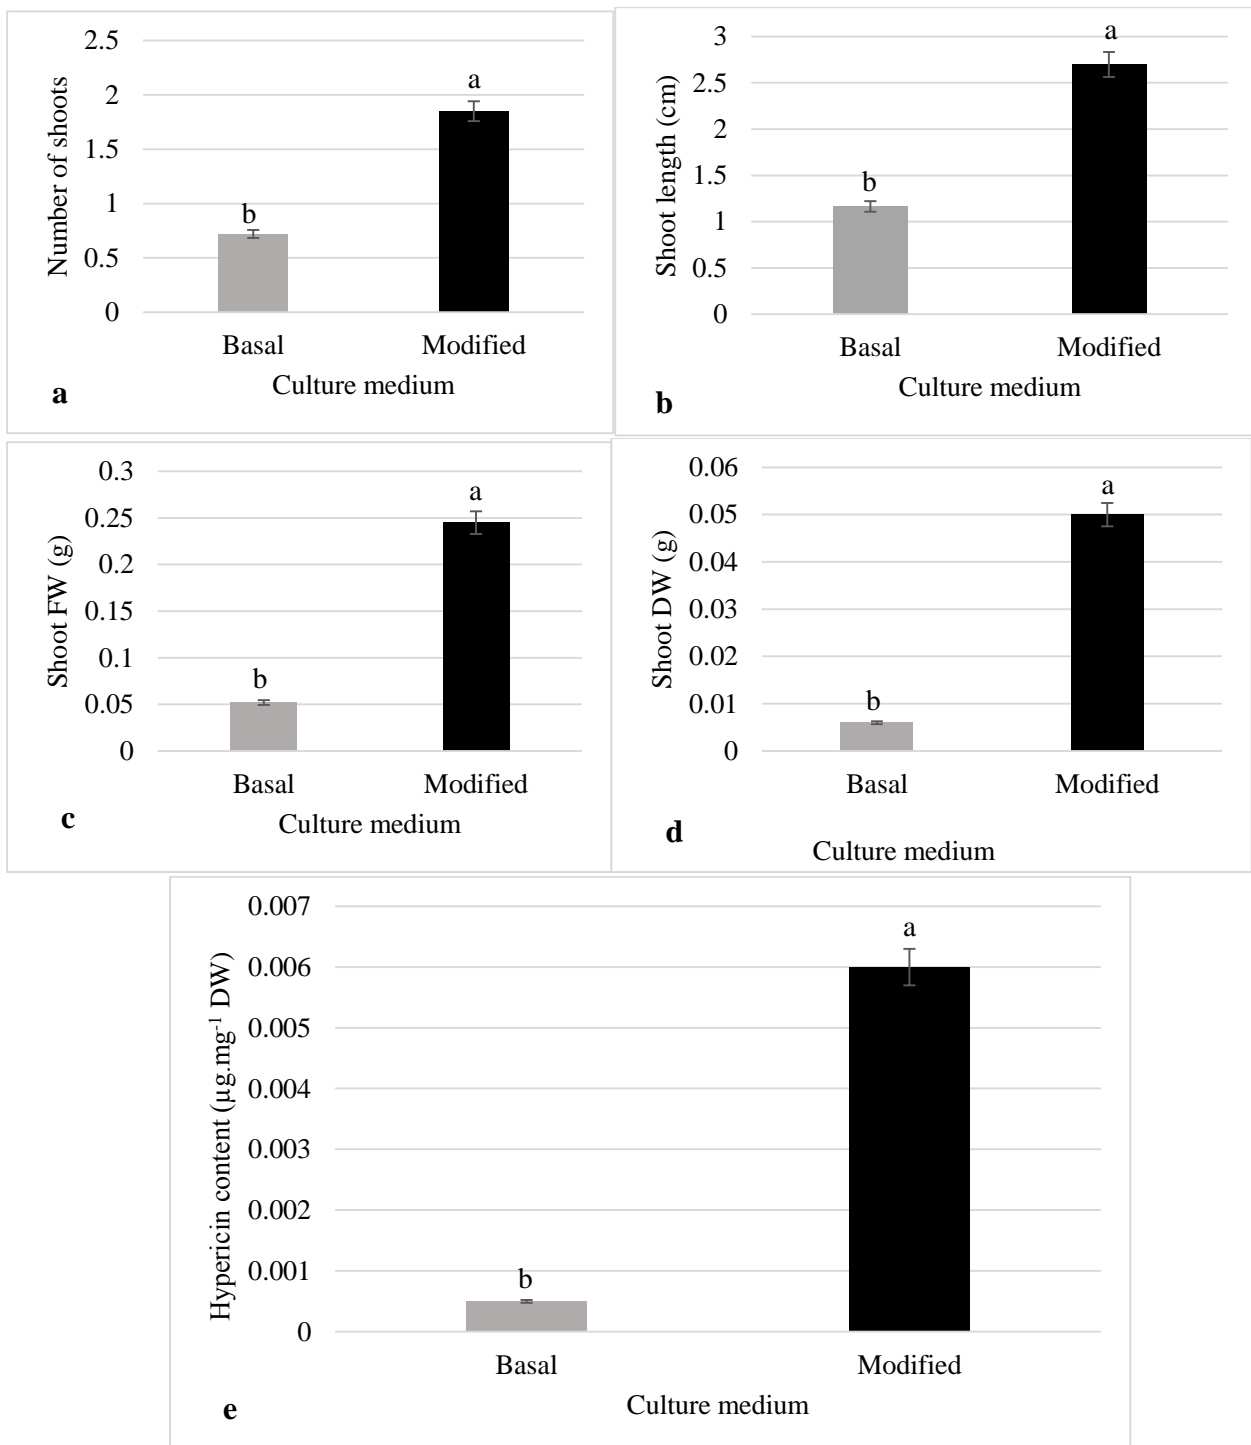 2.5
2
1.5
1
0.5
0
Number of shoots
a
b
Basal Modified
Culture medium
a
3
2.5
2
1.5
1
0.5
0
Shoot length (cm)
a
b
Basal Modified
Culture medium
b
0.3
0.25
0.2
0.15
0.1
0.05
0
Shoot FW (g)
a
b
Basal Modified
Culture medium
c
0.06
0.05
0.04
0.03
0.02
0.01
0
Shoot DW (g)
a
b
Basal Modified
Culture medium
d
0.007
0.006
0.005
0.004
0.003
0.002
0.001
0
Hypericin content (µg.mg⁻¹ DW)
a
b
Basal Modified
Culture medium
e